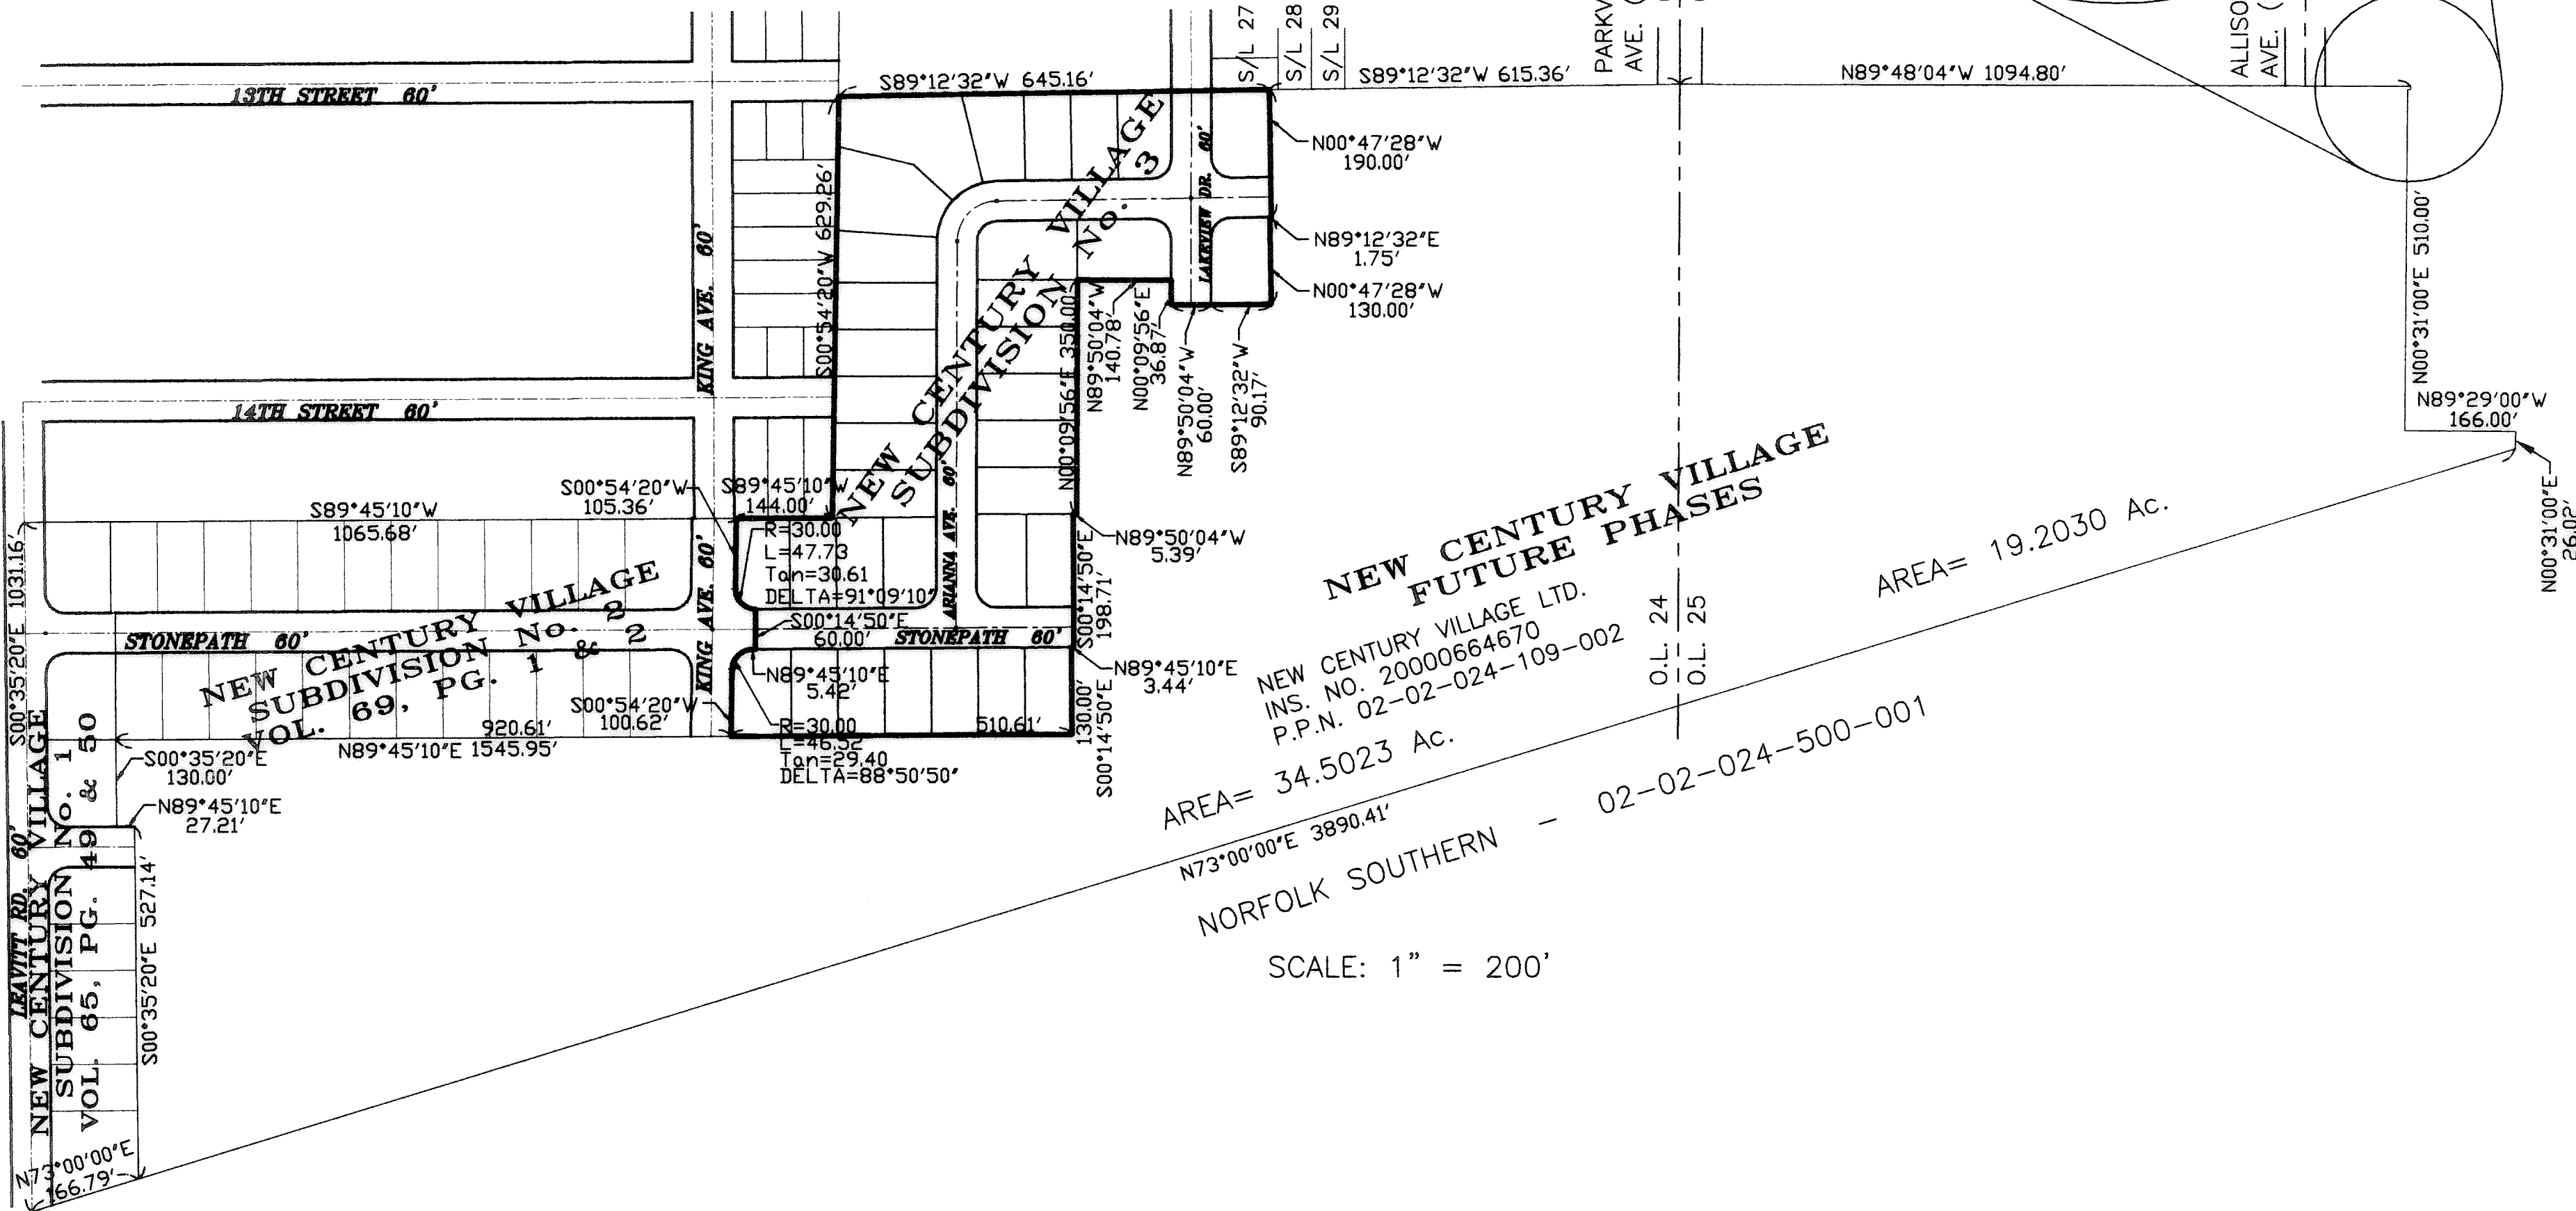 S/L 27
S/L 28
S/L 29
AVE. (
AVE. (
S89°12'32"W 645.16'
S89°12'32"W 615.36'
N89°48'04"W 1094.80'
13TH STREET 60'
N00°47'28"W
190.00'
N89°12'32"E
1.75'
N00°47'28"W
130.00'
LAKEVIEW DR. 60'
S00°54'20"W 629.26'
KING AVE. 60'
NEW CENTURY VILLAGE
SUBDIVISION No. 3
N89°50'04"W
140.78'
N00°09'56"E
36.87'
N89°50'04"W
60.00'
S89°12'32"W
90.17'
N00°09'56"E 350.00'
N00°31'00"E 510.00'
N89°29'00"W
166.00'
N00°31'00"E
26.02'
14TH STREET 60'
S00°54'20"W
105.36'
S89°45'10"W
144.00'
S89°45'10"W
1065.68'
R=30.00
L=47.73
Tan=30.61
DELTA=91°09'10"
ARIANNA AVE. 60'
N89°50'04"W
5.39'
S00°14'50"E
198.71'
S00°14'50"E
60.00'
STONEPATH 60'
STONEPATH 60'
KING AVE. 60'
N89°45'10"E
5.42'
N89°45'10"E
3.44'
S00°54'20"W
100.62'
R=30.00
L=46.52
Tan=29.40
DELTA=88°50'50"
510.61'
130.00'
S00°14'50"E
NEW CENTURY VILLAGE
SUBDIVISION No. 2
VOL. 69, PG. 1 & 2
920.61'
N89°45'10"E 1545.95'
S00°35'20"E 1031.16'
S00°35'20"E
130.00'
N89°45'10"E
27.21'
S00°35'20"E 527.14'
LEAVITT RD. 60'
NEW CENTURY VILLAGE
SUBDIVISION No. 1
VOL. 65, PG. 49 & 50
N73°00'00"E
166.79'
NEW CENTURY VILLAGE
FUTURE PHASES
NEW CENTURY VILLAGE LTD.
INS. NO. 20000664670
P.P.N. 02-02-024-109-002
O.L. 24
O.L. 25
AREA= 19.2030 Ac.
AREA= 34.5023 Ac.
N73°00'00"E 3890.41'
NORFOLK SOUTHERN - 02-02-024-500-001
SCALE: 1" = 200'